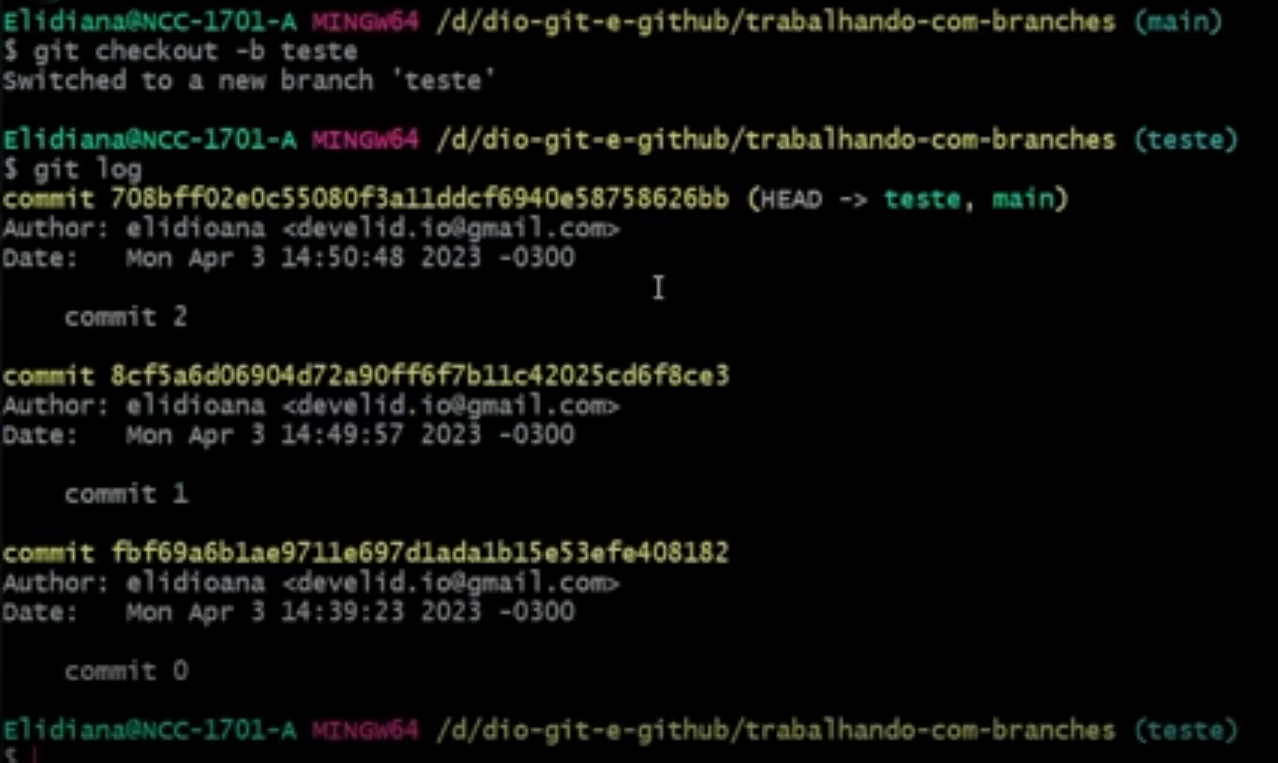 Elidiana@NCC-1701-A MINGW64 /d/dio-git-e-github/trabalhando-com-branches (main)
$ git checkout -b teste
Switched to a new branch 'teste'
Elidiana@NCC-1701-A MINGW64 /d/dio-git-e-github/trabalhando-com-branches (teste)
$ git log
commit 708bff02e0c55080f3a11ddcf6940e58758626bb (HEAD -> teste, main)
Author: elidioana <develid.io@gmail.com>
Date:   Mon Apr 3 14:50:48 2023 -0300
commit 2
commit 8cf5a6d06904d72a90ff6f7b11c42025cd6f8ce3
Author: elidioana <develid.io@gmail.com>
Date:   Mon Apr 3 14:49:57 2023 -0300
commit 1
commit fbf69a6b1ae9711e697d1ada1b15e53efe408182
Author: elidioana <develid.io@gmail.com>
Date:   Mon Apr 3 14:39:23 2023 -0300
commit 0
Elidiana@NCC-1701-A MINGW64 /d/dio-git-e-github/trabalhando-com-branches (teste)
$